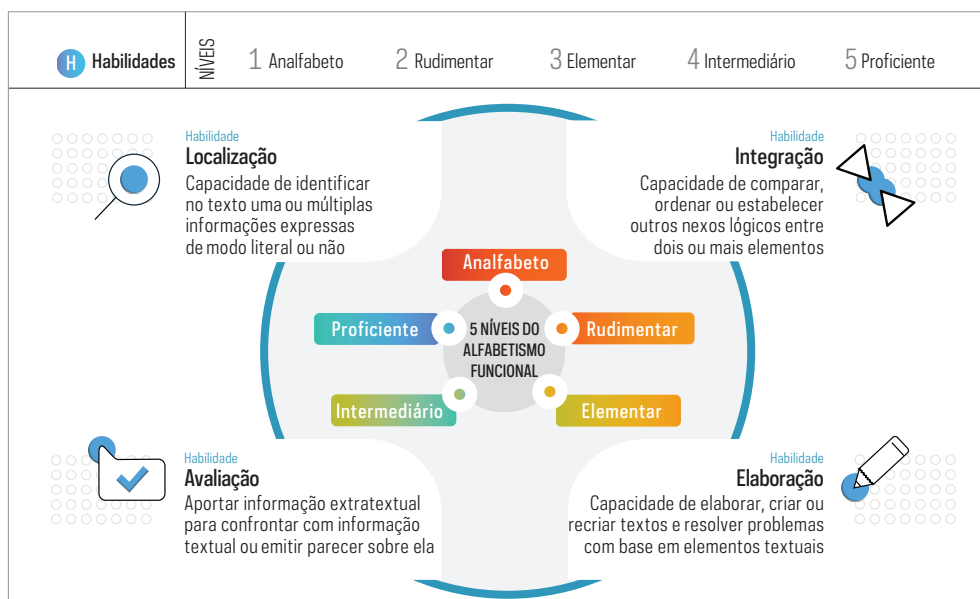 H Habilidades
NÍVEIS
1 Analfabeto 2 Rudimentar 3 Elementar 4 Intermediário 5 Proficiente
Habilidade
Localização
Capacidade de identificar
no texto uma ou múltiplas
informações expressas
de modo literal ou não
Habilidade
Integração
Capacidade de comparar,
ordenar ou estabelecer
outros nexos lógicos entre
dois ou mais elementos
Analfabeto
Proficiente
5 NÍVEIS DO
ALFABETISMO
FUNCIONAL
Rudimentar
Intermediário
Elementar
Habilidade
Avaliação
Aportar informação extratextual
para confrontar com informação
textual ou emitir parecer sobre ela
Habilidade
Elaboração
Capacidade de elaborar, criar ou
recriar textos e resolver problemas
com base em elementos textuais